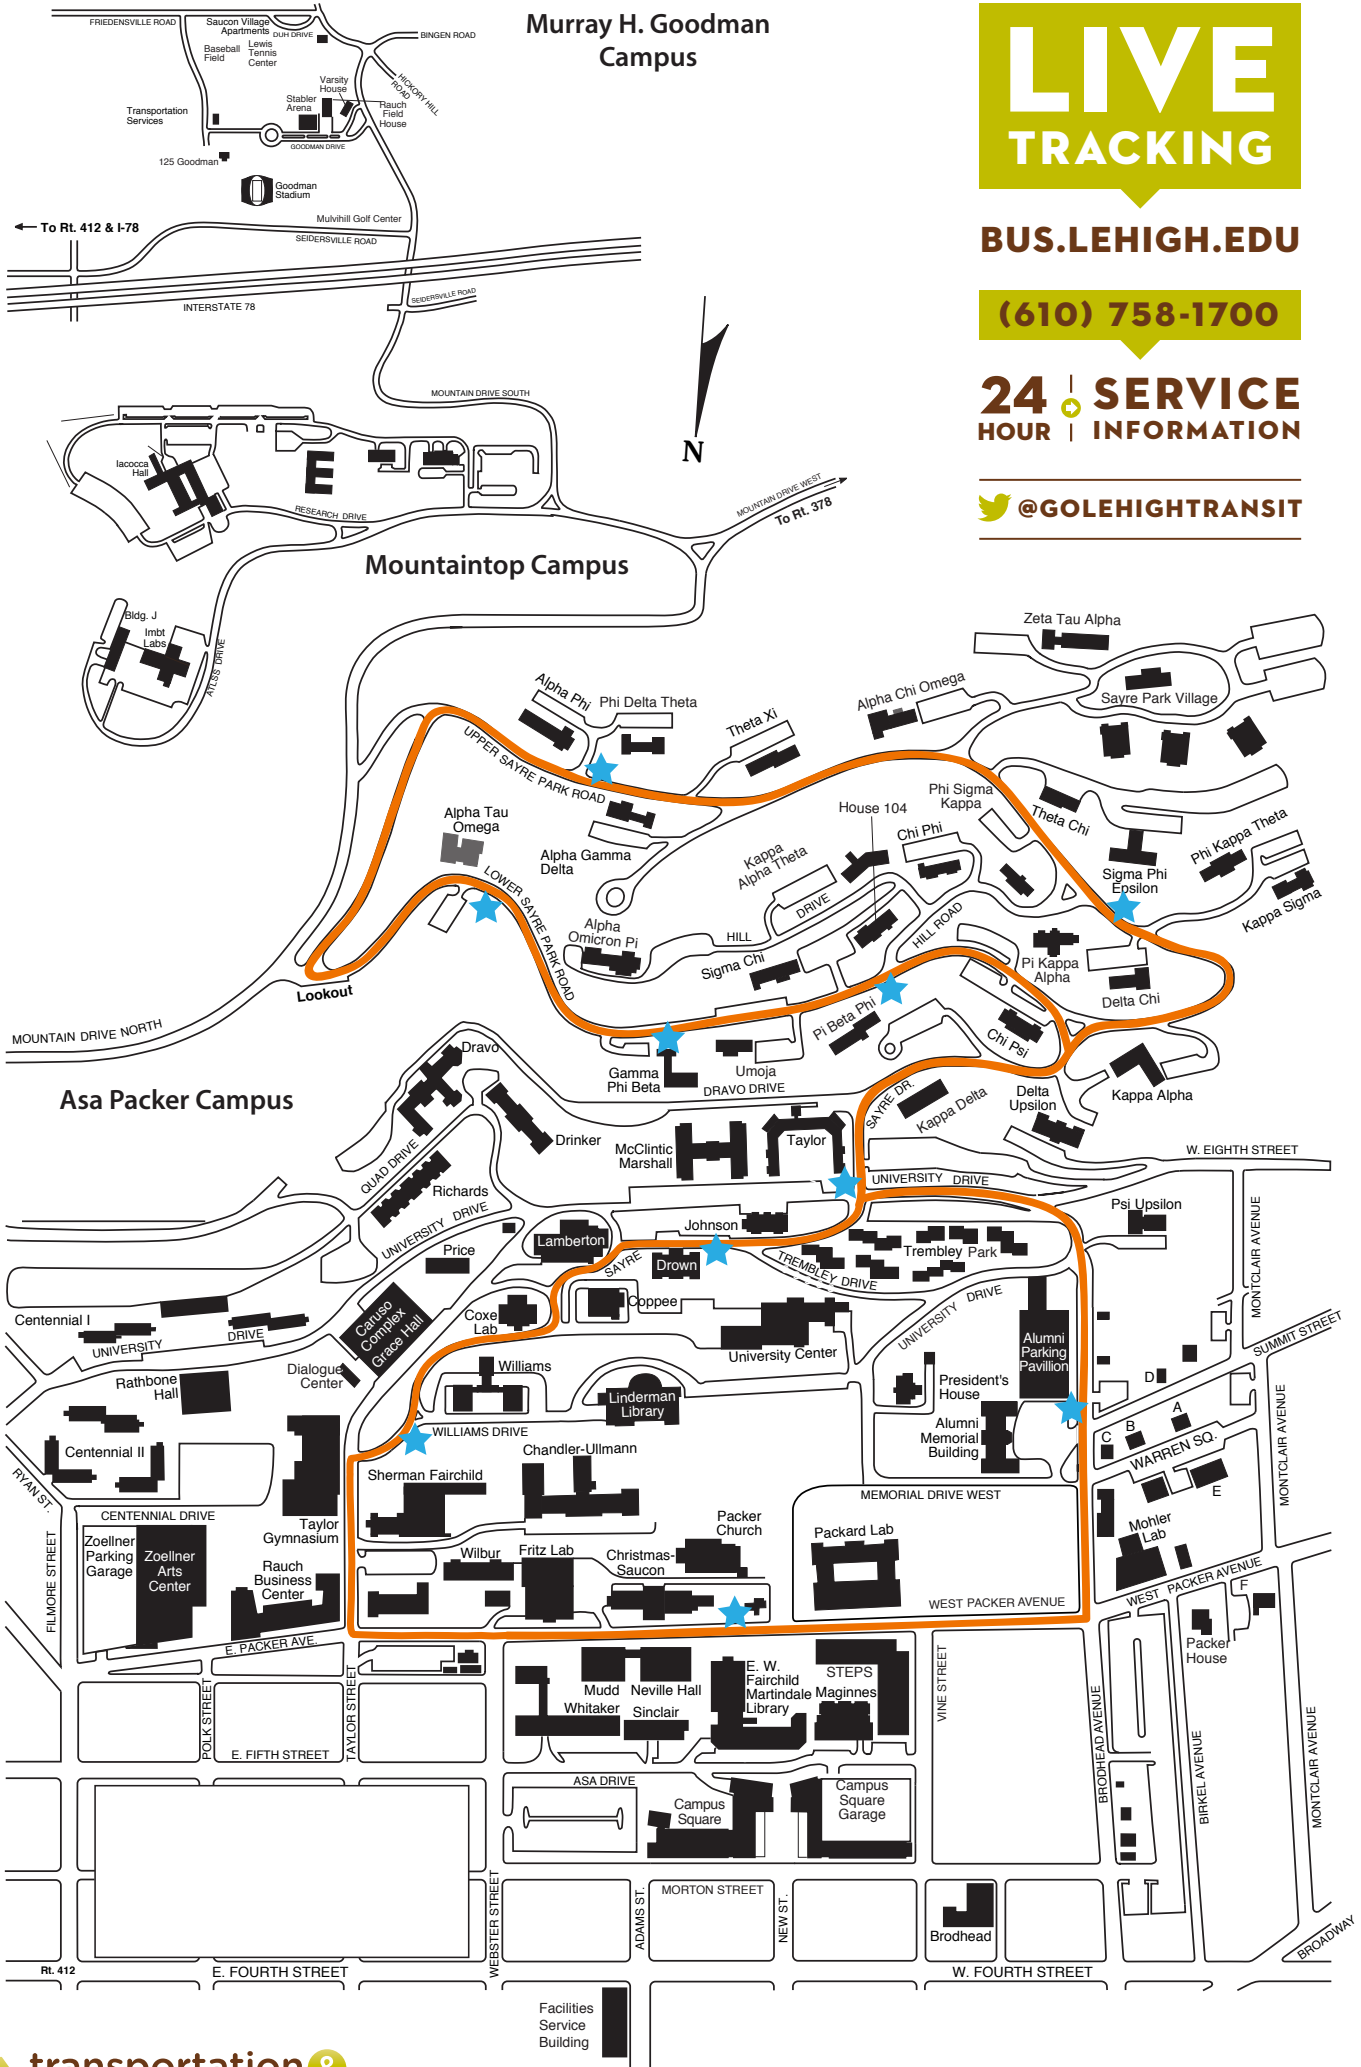 Murray H. Goodman
Campus
LIVE
TRACKING
BUS.LEHIGH.EDU
(610) 758-1700
24
HOUR
SERVICE
INFORMATION
@GOLEHIGHTRANSIT
FRIEDENSVILLE ROAD
Saucon Village
Apartments
DUH DRIVE
BINGEN ROAD
Baseball
Field
Lewis
Tennis
Center
HICKORY HILL
ROAD
Varsity
House
Stabler
Arena
Rauch
Field
House
Transportation
Services
GOODMAN DRIVE
125 Goodman
Goodman
Stadium
Mulvihill Golf Center
To Rt. 412 & I-78
SEIDERSVILLE ROAD
SEIDERSVILLE ROAD
INTERSTATE 78
N
MOUNTAIN DRIVE SOUTH
Iacocca
Hall
E
RESEARCH DRIVE
MOUNTAIN DRIVE WEST
To Rt. 378
Mountaintop Campus
Bldg. J
Imbt
Labs
ATLSS DRIVE
Zeta Tau Alpha
Sayre Park Village
Alpha Chi Omega
Alpha Phi
Phi Delta Theta
Theta Xi
UPPER SAYRE PARK ROAD
Phi Sigma
Kappa
House 104
Theta Chi
Alpha Tau
Omega
Chi Phi
Phi Kappa Theta
Alpha Gamma
Delta
Kappa
Alpha Theta
Sigma Phi
Epsilon
LOWER SAYRE PARK ROAD
Kappa Sigma
DRIVE
HILL
HILL ROAD
Alpha
Omicron Pi
Sigma Chi
Pi Kappa
Alpha
Delta Chi
Lookout
Pi Beta Phi
Chi Psi
MOUNTAIN DRIVE NORTH
Dravo
Gamma
Phi Beta
Umoja
DRAVO DRIVE
Asa Packer Campus
SAYRE DR.
Kappa Delta
Delta
Upsilon
Kappa Alpha
Drinker
McClintic
Marshall
Taylor
W. EIGHTH STREET
QUAD DRIVE
Richards
UNIVERSITY DRIVE
UNIVERSITY DRIVE
Psi Upsilon
MONTCLAIR AVENUE
Price
Lamberton
Johnson
SAYRE
Drown
TREMBLEY DRIVE
Trembley Park
Coppee
UNIVERSITY DRIVE
Centennial I
UNIVERSITY
DRIVE
Caruso
Complex
Grace Hall
Coxe
Lab
University Center
Alumni
Parking
Pavillion
SUMMIT STREET
Dialogue
Center
Williams
President's
House
D
Rathbone
Hall
Linderman
Library
A
B
C
WILLIAMS DRIVE
Alumni
Memorial
Building
WARREN SQ.
MONTCLAIR AVENUE
Centennial II
Chandler-Ullmann
RYAN ST.
Sherman Fairchild
E
MEMORIAL DRIVE WEST
CENTENNIAL DRIVE
Taylor
Gymnasium
Packer
Church
Packard Lab
Mohler
Lab
FILMORE STREET
Zoellner
Parking
Garage
Zoellner
Arts
Center
Rauch
Business
Center
Wilbur
Fritz Lab
Christmas-
Saucon
WEST PACKER AVENUE
WEST PACKER AVENUE
F
E. PACKER AVE.
Packer
House
Mudd
Neville Hall
E. W.
Fairchild
Martindale
Library
STEPS
Maginnes
Whitaker
Sinclair
VINE STREET
POLK STREET
TAYLOR STREET
E. FIFTH STREET
BRODHEAD AVENUE
BIRKEL AVENUE
MONTCLAIR AVENUE
ASA DRIVE
Campus
Square
Campus
Square
Garage
WEBSTER STREET
ADAMS ST.
MORTON STREET
NEW ST.
Brodhead
BROADWAY
Rt. 412
E. FOURTH STREET
W. FOURTH STREET
Facilities
Service
Building
transportation &